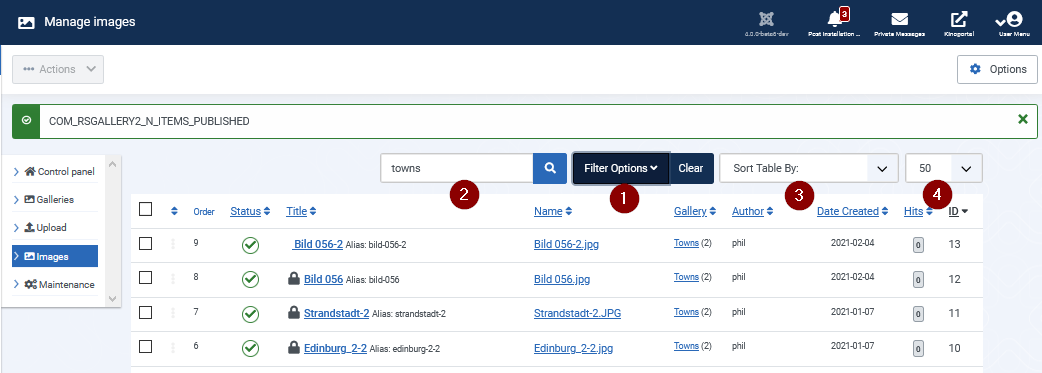 Manage images
4.0.0-beta6-dev
3
Post Installation ...
Private Messages
Kinoportal
User Menu
Actions
Options
COM_RSGALLERY2_N_ITEMS_PUBLISHED
Control panel
Galleries
Upload
Images
Maintenance
towns
Filter Options
Clear
Sort Table By:
50
2
1
3
4
Order Status Title Name Gallery Author Date Created Hits ID
9 Bild 056-2 Alias: bild-056-2 Bild 056-2.jpg Towns (2) phil 2021-02-04 0 13
8 Bild 056 Alias: bild-056 Bild 056.jpg Towns (2) phil 2021-02-04 0 12
7 Strandstadt-2 Alias: strandstadt-2 Strandstadt-2.JPG Towns (2) phil 2021-01-07 0 11
6 Edinburg_2-2 Alias: edinburg-2-2 Edinburg_2-2.jpg Towns (2) phil 2021-01-07 0 10